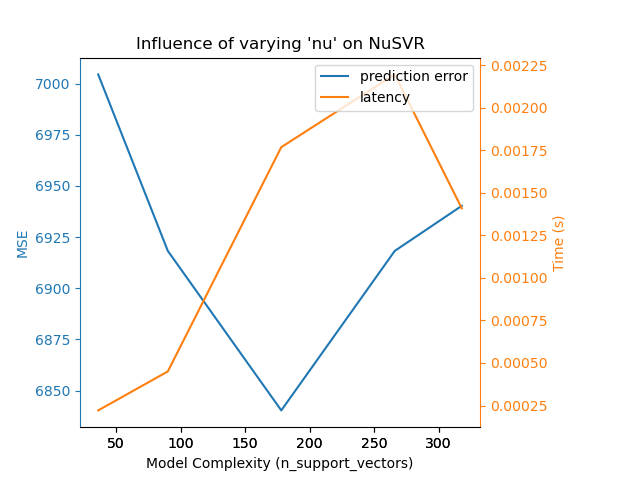 Influence of varying 'nu' on NuSVR
prediction error
latency
7000
6975
6950
6925
6900
6875
6850
MSE
0.00225
0.00200
0.00175
0.00150
0.00125
0.00100
0.00075
0.00050
0.00025
Time (s)
50 100 150 200 250 300
Model Complexity (n_support_vectors)